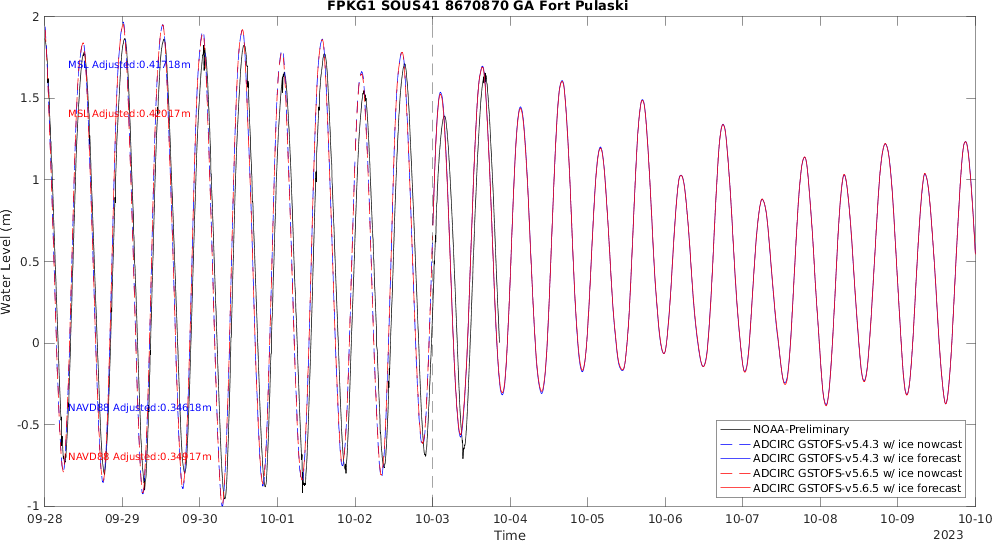 FPKG1 SOUS41 8670870 GA Fort Pulaski
Water Level (m)
2
1.5
1
0.5
0
-0.5
-1
MSL Adjusted:0.41718m
MSL Adjusted:0.42017m
NAVD88 Adjusted:0.34618m
NAVD88 Adjusted:0.34917m
NOAA-Preliminary
ADCIRC GSTOFS-v5.4.3 w/ ice nowcast
ADCIRC GSTOFS-v5.4.3 w/ ice forecast
ADCIRC GSTOFS-v5.6.5 w/ ice nowcast
ADCIRC GSTOFS-v5.6.5 w/ ice forecast
09-28 09-29 09-30 10-01 10-02 10-03 10-04 10-05 10-06 10-07 10-08 10-09 10-10
Time
2023